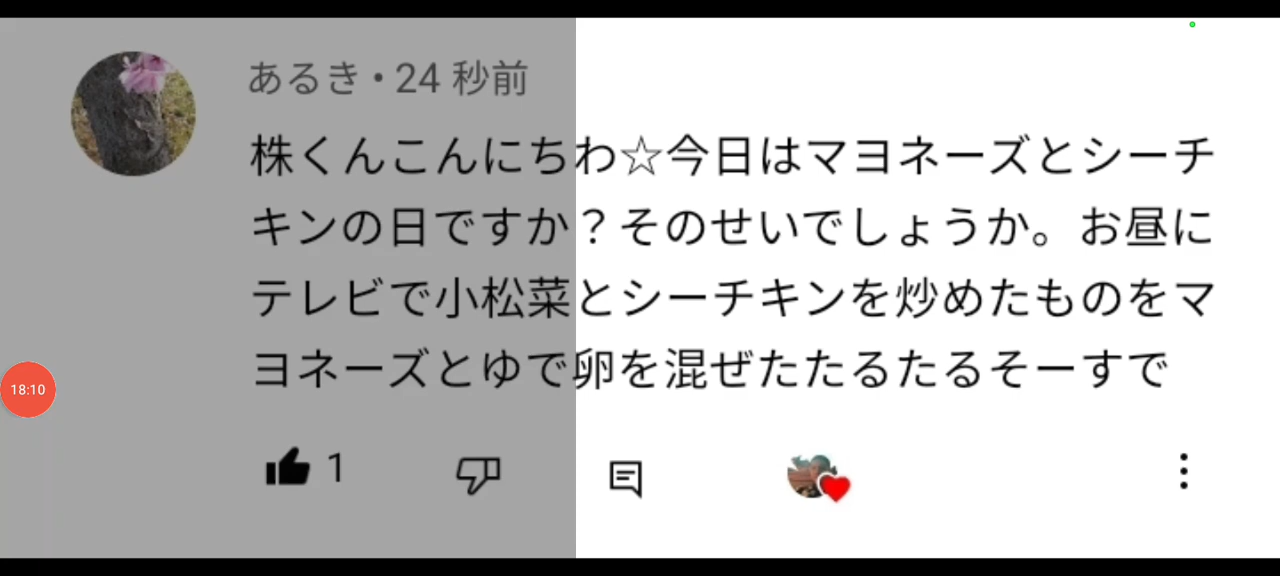 あるき・24 秒前
株くんこんにちわ☆今日はマヨネーズとシーチ
キンの日ですか？そのせいでしょうか。お昼に
テレビで小松菜とシーチキンを炒めたものをマ
ヨネーズとゆで卵を混ぜたたるたるそーすで
18:10
1